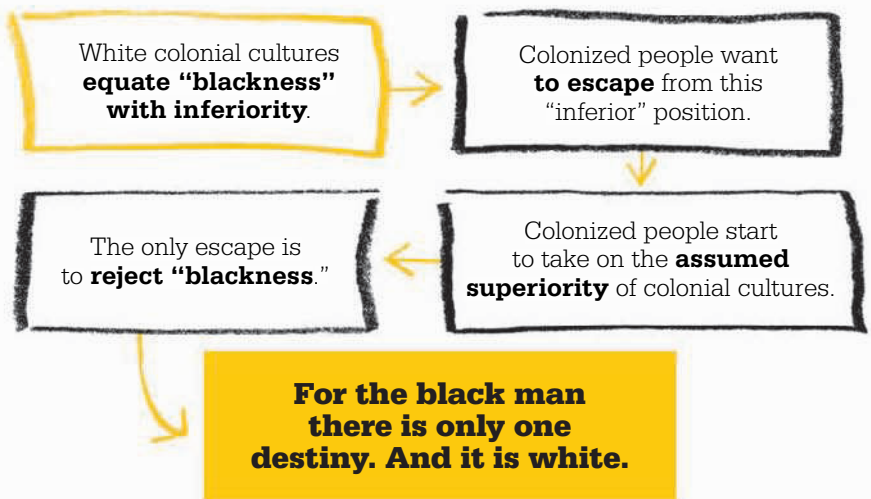 White colonial cultures
equate “blackness”
with inferiority.
Colonized people want
to escape from this
“inferior” position.
Colonized people start
to take on the assumed
superiority of colonial cultures.
The only escape is
to reject “blackness.”
For the black man
there is only one
destiny. And it is white.